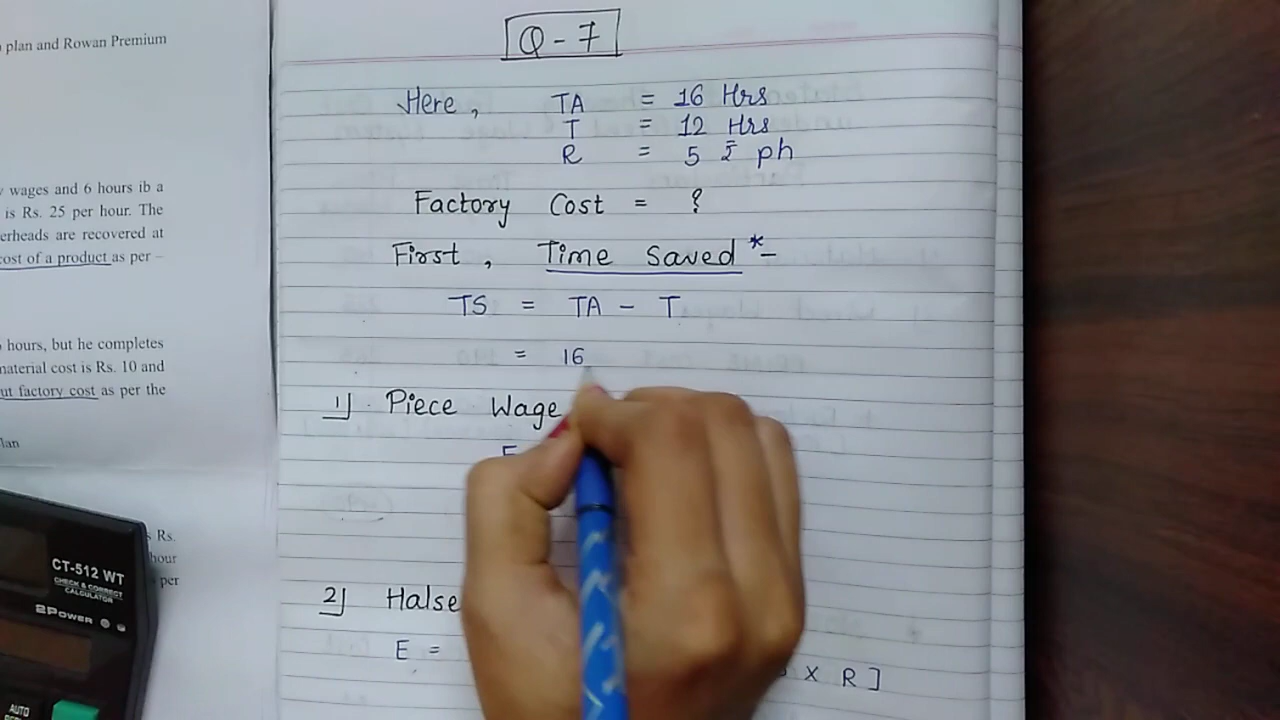 plan and Rowan Premium
wages and 6 hours ib a
is Rs. 25 per hour. The
erheads are recovered at
cost of a product as per –
hours, but he completes
material cost is Rs. 10 and
ut factory cost as per the
lan
Rs.
hour
per
CT-512 WT
CHECK & CORRECT
CALCULATOR
2POWER
AUTO
Q - 7
Here, TA = 16 Hrs
T = 12 Hrs
R = 5 ph
Factory Cost = ?
First, Time Saved *-
TS = TA - T
= 16
1] Piece Wage
2] Halse
E =
X R ]